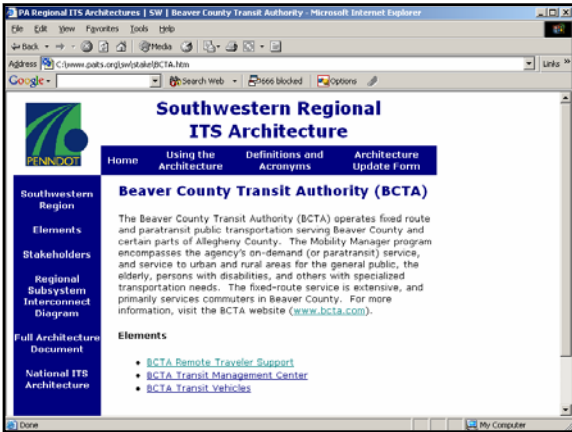 PA Regional ITS Architectures | SW | Beaver County Transit Authority - Microsoft Internet Explorer
File Edit View Favorites Tools Help
Back Media
Address C:\www.paits.org\sw\stake\BCTA.htm Links »
Google - Search Web 3666 blocked Options
Southwestern Regional
ITS Architecture
PENNDOT
Home
Using the
Architecture
Definitions and
Acronyms
Architecture
Update Form
Southwestern
Region
Elements
Stakeholders
Regional
Subsystem
Interconnect
Diagram
Full Architecture
Document
National ITS
Architecture
Beaver County Transit Authority (BCTA)
The Beaver County Transit Authority (BCTA) operates fixed route
and paratransit public transportation serving Beaver County and
certain parts of Allegheny County. The Mobility Manager program
encompasses the agency's on-demand (or paratransit) service,
and service to urban and rural areas for the general public, the
elderly, persons with disabilities, and others with specialized
transportation needs. The fixed-route service is extensive, and
primarily services commuters in Beaver County. For more
information, visit the BCTA website (www.bcta.com).
Elements
• BCTA Remote Traveler Support
• BCTA Transit Management Center
• BCTA Transit Vehicles
Done My Computer